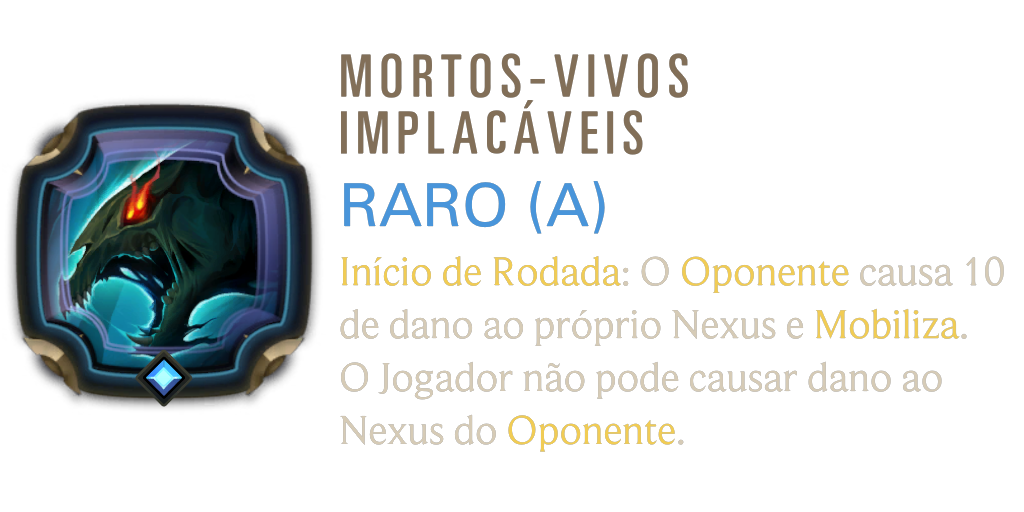 MORTOS-VIVOS
IMPLACÁVEIS
RARO (A)
Início de Rodada: O Oponente causa 10
de dano ao próprio Nexus e Mobiliza.
O Jogador não pode causar dano ao
Nexus do Oponente.